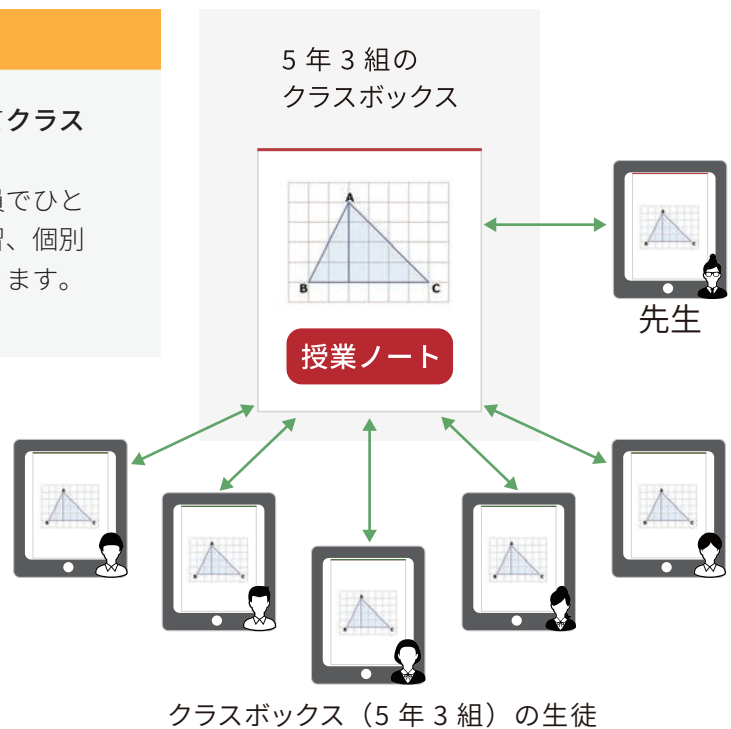 クラス
員でひと
習、個別
ます。
5 年 3 組の
クラスボックス
A
B
C
授業ノート
先生
クラスボックス（5 年 3 組）の生徒